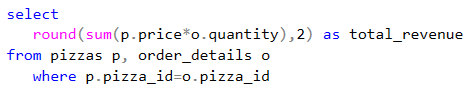 select
round(sum(p.price*o.quantity),2) as total_revenue
from pizzas p, order_details o
where p.pizza_id=o.pizza_id